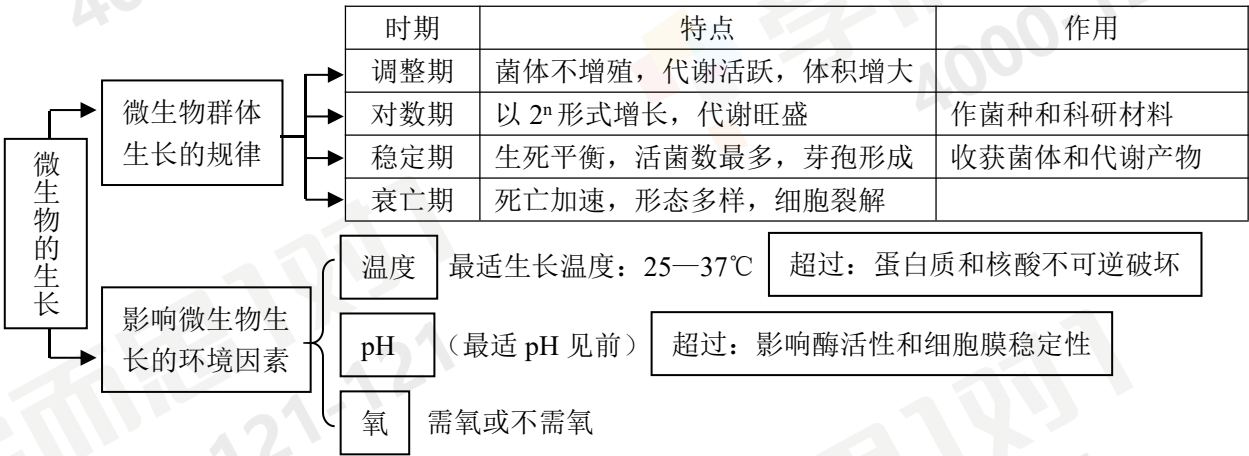 时期 特点 作用
调整期 菌体不增殖，代谢活跃，体积增大
对数期 以 2ⁿ 形式增长，代谢旺盛 作菌种和科研材料
稳定期 生死平衡，活菌数最多，芽孢形成 收获菌体和代谢产物
衰亡期 死亡加速，形态多样，细胞裂解
微生物的生长
微生物群体
生长的规律
影响微生物生
长的环境因素
温度 最适生长温度：25—37℃ 超过：蛋白质和核酸不可逆破坏
pH （最适 pH 见前） 超过：影响酶活性和细胞膜稳定性
氧 需氧或不需氧